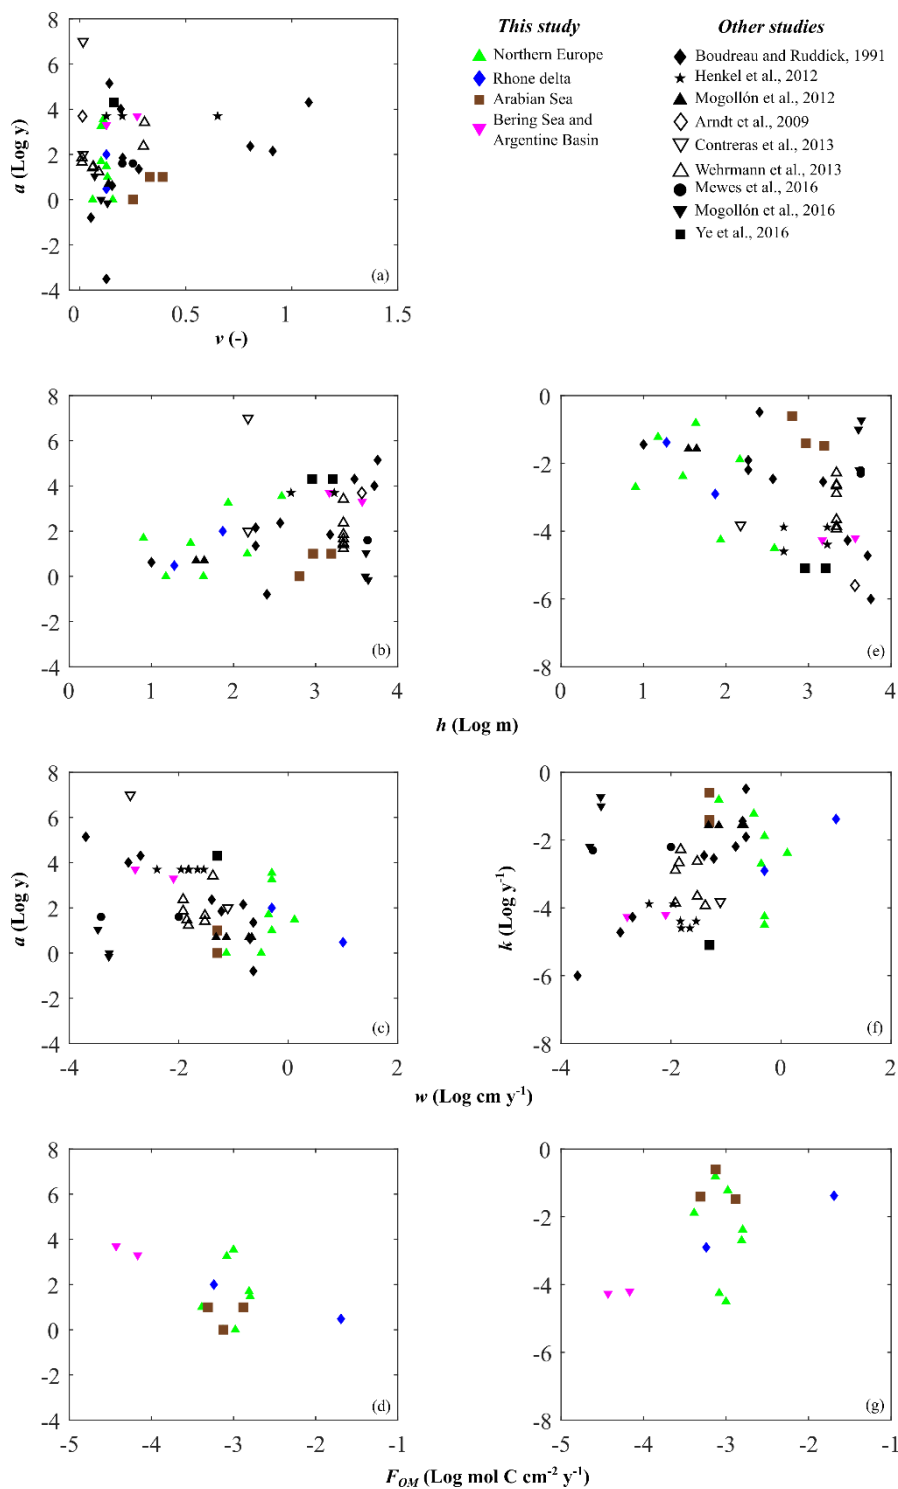 This study
Northern Europe
Rhone delta
Arabian Sea
Bering Sea and
Argentine Basin
Other studies
Boudreau and Ruddick, 1991
Henkel et al., 2012
Mogollón et al., 2012
Arndt et al., 2009
Contreras et al., 2013
Wehrmann et al., 2013
Mewes et al., 2016
Mogollón et al., 2016
Ye et al., 2016
a (Log y)
8
6
4
2
0
-2
-4
(a)
0
0.5
1
1.5
v (-)
8
6
4
2
0
-2
-4
(b)
0
1
2
3
4
0
-2
-4
-6
-8
(e)
0
1
2
3
4
h (Log m)
a (Log y)
8
6
4
2
0
-2
-4
(c)
-4
-2
0
2
k (Log y⁻¹)
0
-2
-4
-6
-8
(f)
-4
-2
0
2
w (Log cm y⁻¹)
8
6
4
2
0
-2
-4
(d)
-5
-4
-3
-2
-1
0
-2
-4
-6
-8
(g)
-5
-4
-3
-2
-1
F_OM (Log mol C cm⁻² y⁻¹)